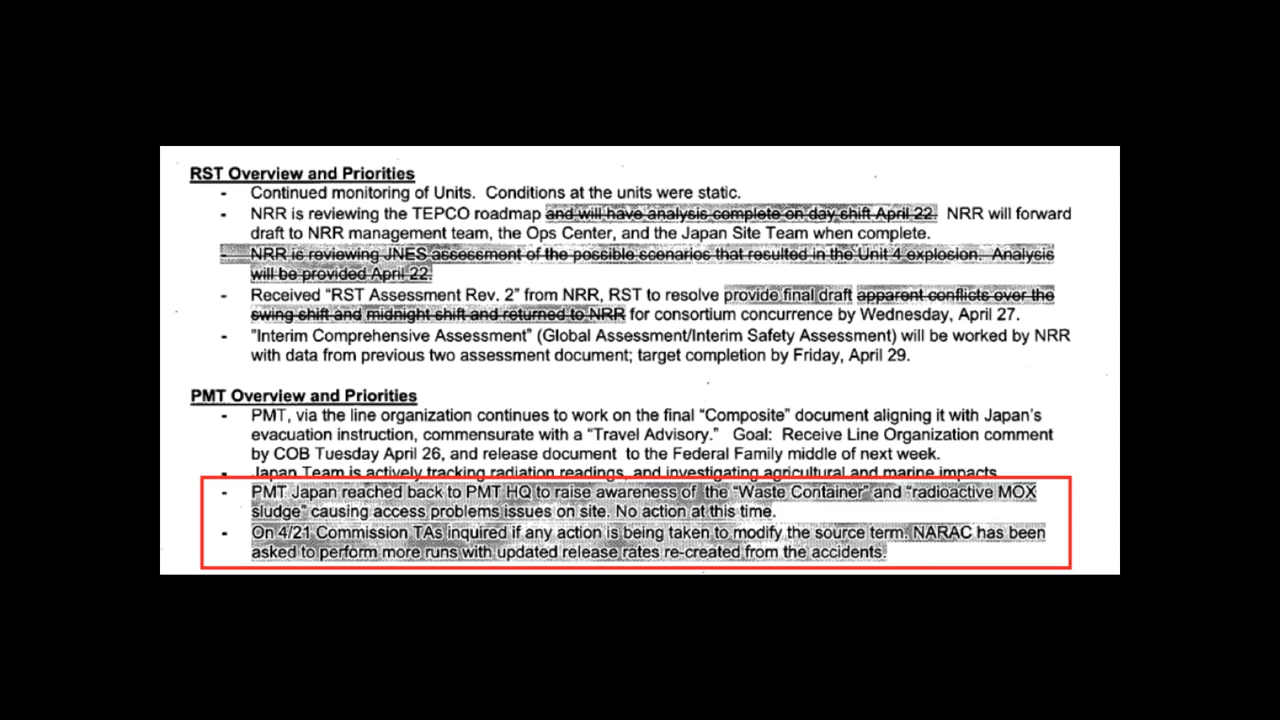 RST Overview and Priorities
- Continued monitoring of Units. Conditions at the units were static.
- NRR is reviewing the TEPCO roadmap and will have analysis complete on day shift April 22. NRR will forward
draft to NRR management team, the Ops Center, and the Japan Site Team when complete.
- NRR is reviewing JNES assessment of the possible scenarios that resulted in the Unit 4 explosion. Analysis
will be provided April 22.
- Received “RST Assessment Rev. 2” from NRR, RST to resolve provide final draft apparent conflicts over the
swing shift and midnight shift and returned to NRR for consortium concurrence by Wednesday, April 27.
- "Interim Comprehensive Assessment” (Global Assessment/Interim Safety Assessment) will be worked by NRR
with data from previous two assessment document; target completion by Friday, April 29.
PMT Overview and Priorities
- PMT, via the line organization continues to work on the final “Composite” document aligning it with Japan’s
evacuation instruction, commensurate with a “Travel Advisory.” Goal: Receive Line Organization comment
by COB Tuesday April 26, and release document to the Federal Family middle of next week.
- Japan Team is actively tracking radiation readings, and investigating agricultural and marine impacts
- PMT Japan reached back to PMT HQ to raise awareness of the “Waste Container” and “radioactive MOX
sludge” causing access problems issues on site. No action at this time.
- On 4/21 Commission TAs inquired if any action is being taken to modify the source term. NARAC has been
asked to perform more runs with updated release rates re-created from the accidents.